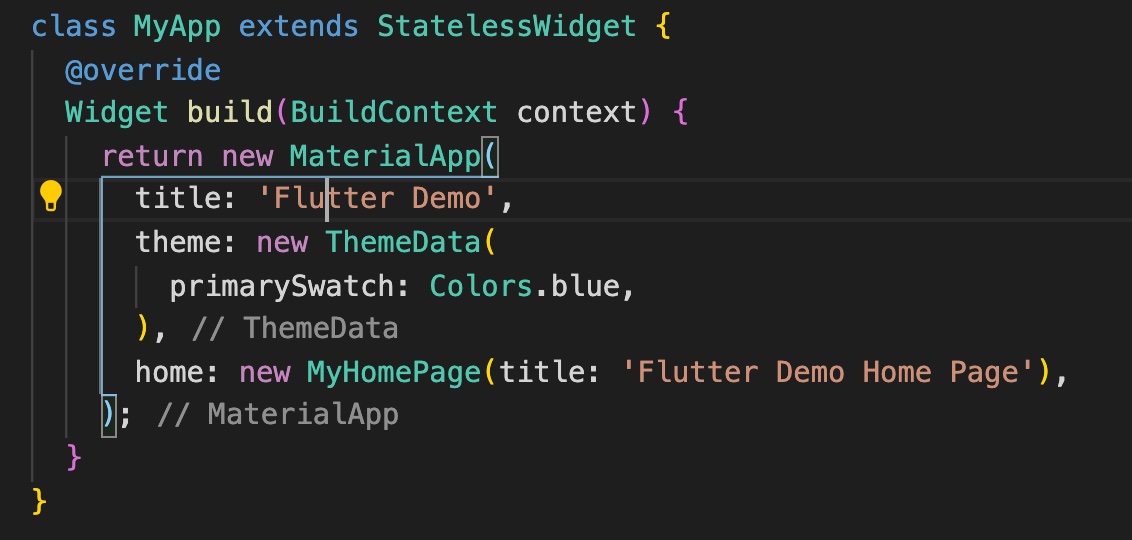 class MyApp extends StatelessWidget {
@override
Widget build(BuildContext context) {
return new MaterialApp(
title: 'Flutter Demo',
theme: new ThemeData(
primarySwatch: Colors.blue,
), // ThemeData
home: new MyHomePage(title: 'Flutter Demo Home Page'),
); // MaterialApp
}
}